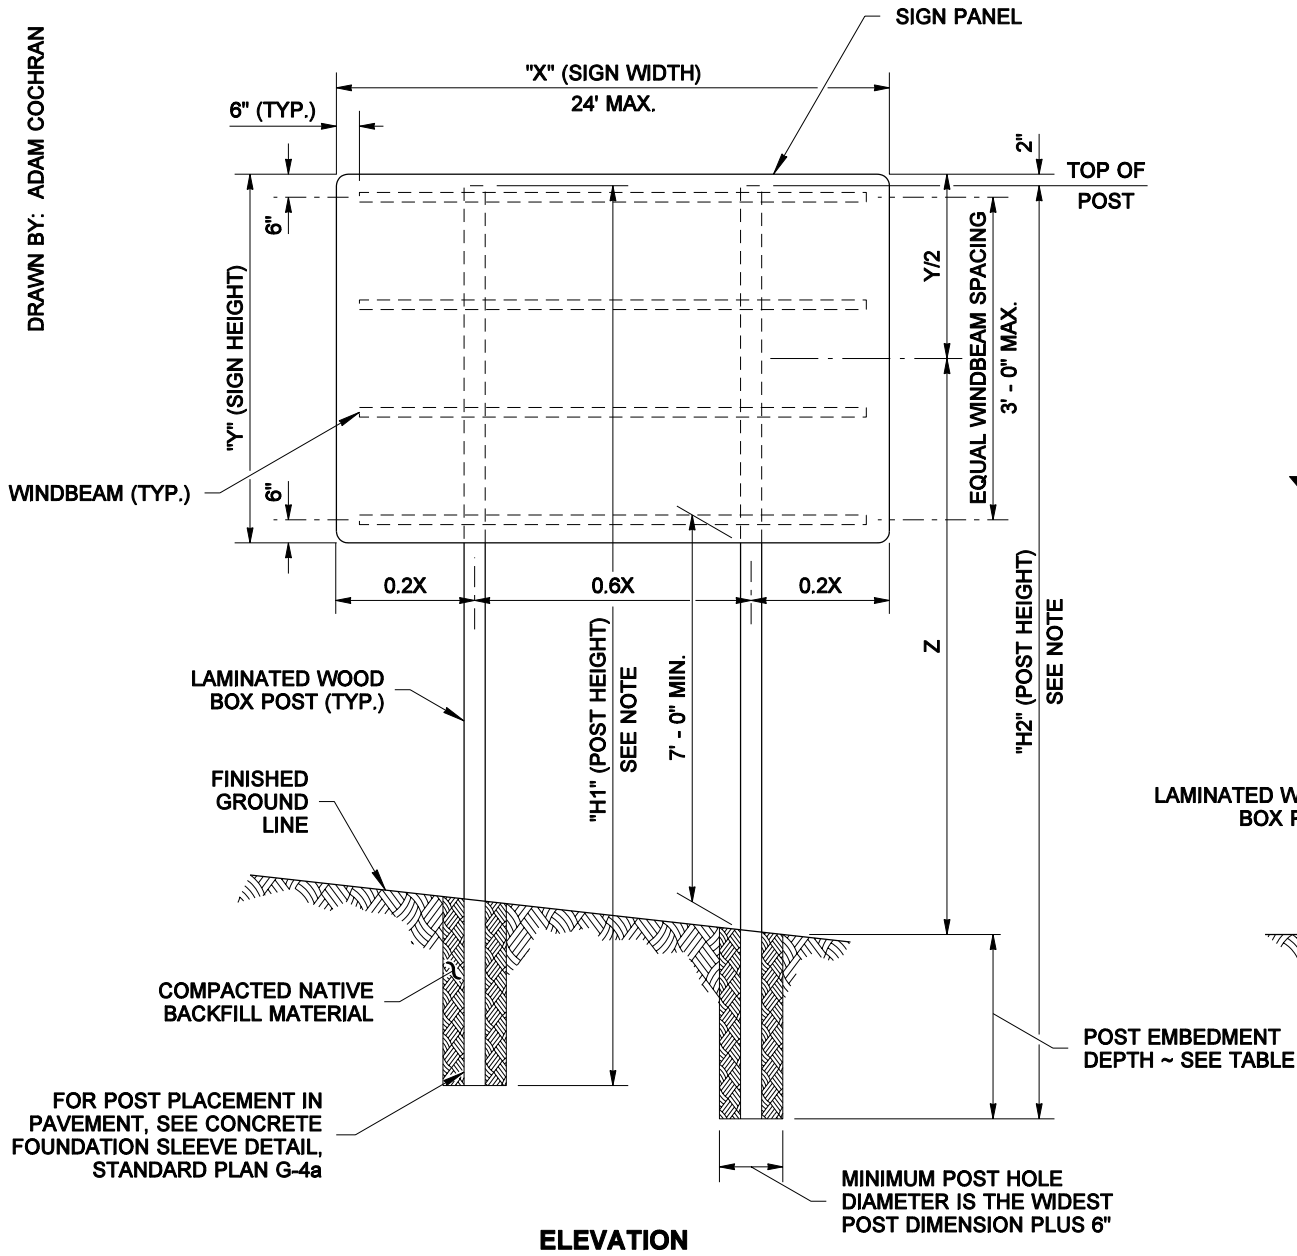 DRAWN BY: ADAM COCHRAN
SIGN PANEL
"X" (SIGN WIDTH)
24' MAX.
6" (TYP.)
2"
TOP OF
POST
6"
"Y" (SIGN HEIGHT)
Y/2
EQUAL WINDBEAM SPACING
3' - 0" MAX.
WINDBEAM (TYP.)
6"
0.2X
0.6X
0.2X
"H1" (POST HEIGHT)
SEE NOTE
7' - 0" MIN.
Z
"H2" (POST HEIGHT)
SEE NOTE
LAMINATED WOOD
BOX POST (TYP.)
FINISHED
GROUND
LINE
LAMINATED W
BOX P
COMPACTED NATIVE
BACKFILL MATERIAL
POST EMBEDMENT
DEPTH ~ SEE TABLE
FOR POST PLACEMENT IN
PAVEMENT, SEE CONCRETE
FOUNDATION SLEEVE DETAIL,
STANDARD PLAN G-4a
MINIMUM POST HOLE
DIAMETER IS THE WIDEST
POST DIMENSION PLUS 6"
ELEVATION